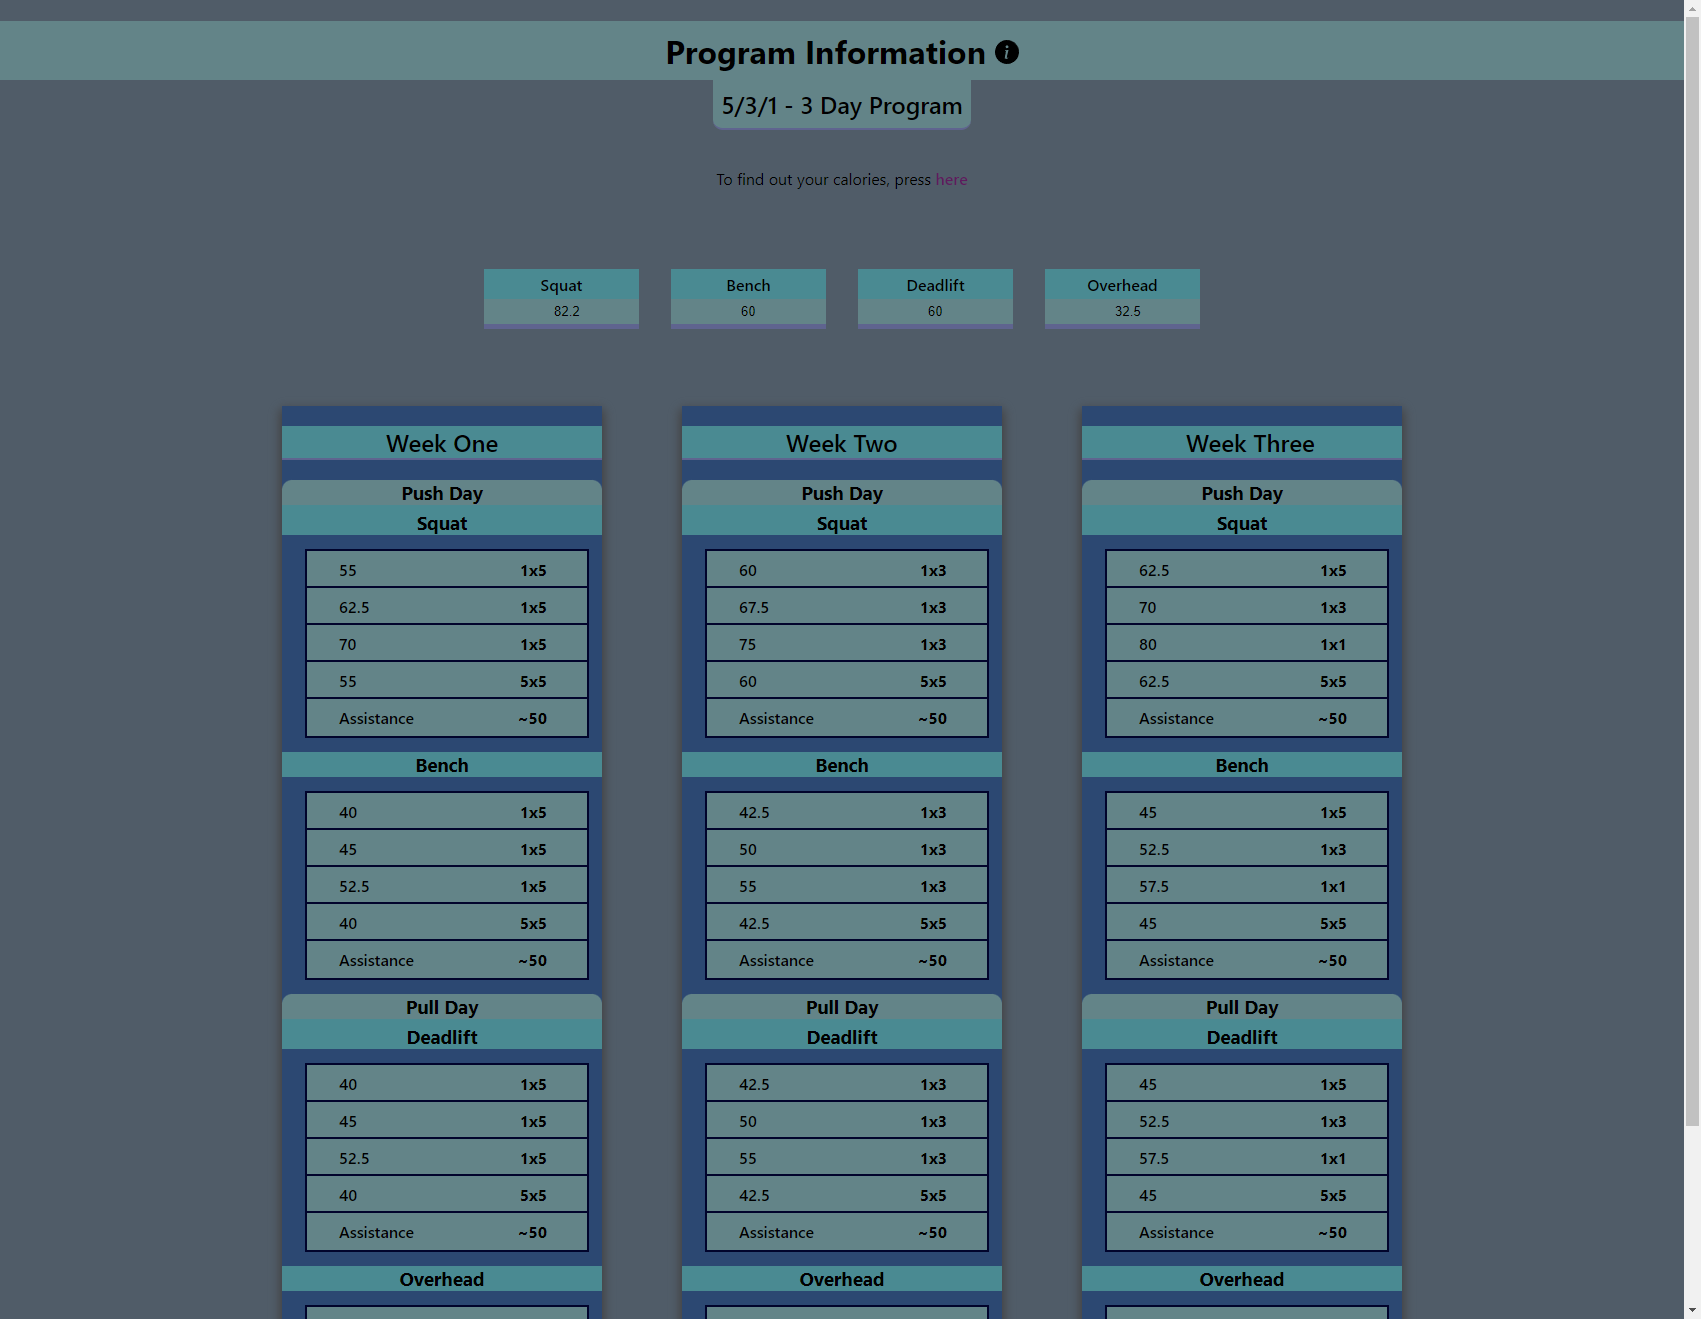 Program Information i
5/3/1 - 3 Day Program
To find out your calories, press here
Squat Bench Deadlift Overhead
82.2 60 60 32.5
Week One
Push Day
Squat
55 1x5
62.5 1x5
70 1x5
55 5x5
Assistance ~50
Bench
40 1x5
45 1x5
52.5 1x5
40 5x5
Assistance ~50
Pull Day
Deadlift
40 1x5
45 1x5
52.5 1x5
40 5x5
Assistance ~50
Overhead
Week Two
Push Day
Squat
60 1x3
67.5 1x3
75 1x3
60 5x5
Assistance ~50
Bench
42.5 1x3
50 1x3
55 1x3
42.5 5x5
Assistance ~50
Pull Day
Deadlift
42.5 1x3
50 1x3
55 1x3
42.5 5x5
Assistance ~50
Overhead
Week Three
Push Day
Squat
62.5 1x5
70 1x3
80 1x1
62.5 5x5
Assistance ~50
Bench
45 1x5
52.5 1x3
57.5 1x1
45 5x5
Assistance ~50
Pull Day
Deadlift
45 1x5
52.5 1x3
57.5 1x1
45 5x5
Assistance ~50
Overhead